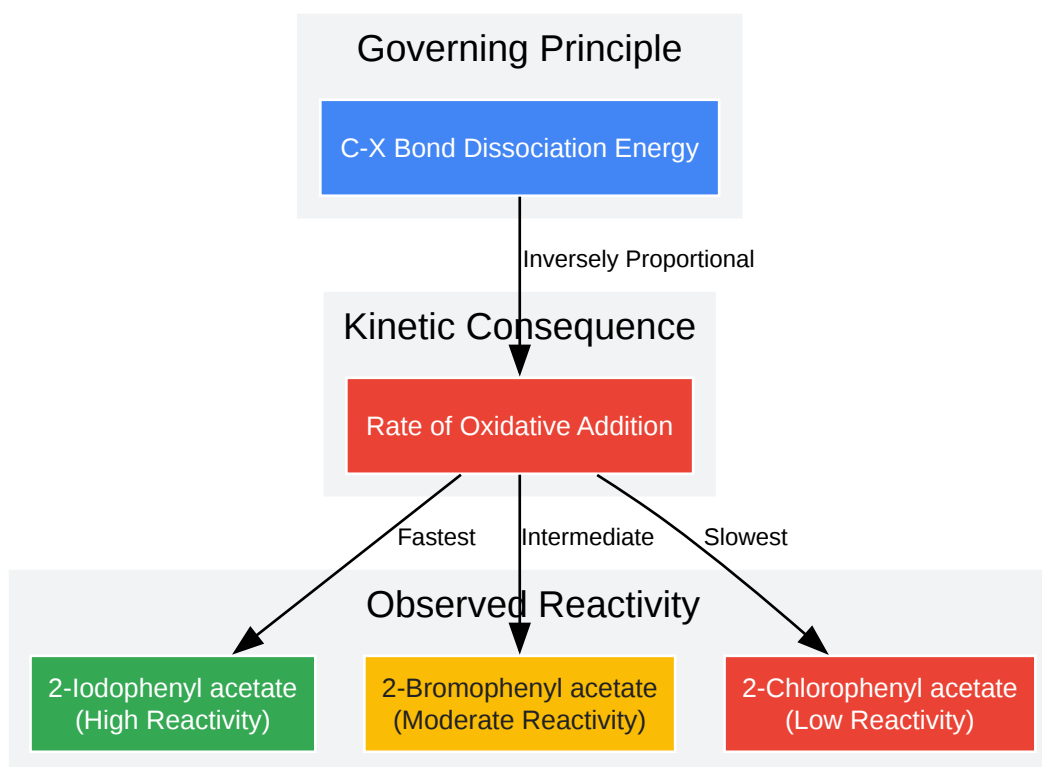 Governing Principle
C-X Bond Dissociation Energy
Inversely Proportional
Kinetic Consequence
Rate of Oxidative Addition
Fastest
Intermediate
Slowest
Observed Reactivity
2-Iodophenyl acetate
(High Reactivity)
2-Bromophenyl acetate
(Moderate Reactivity)
2-Chlorophenyl acetate
(Low Reactivity)